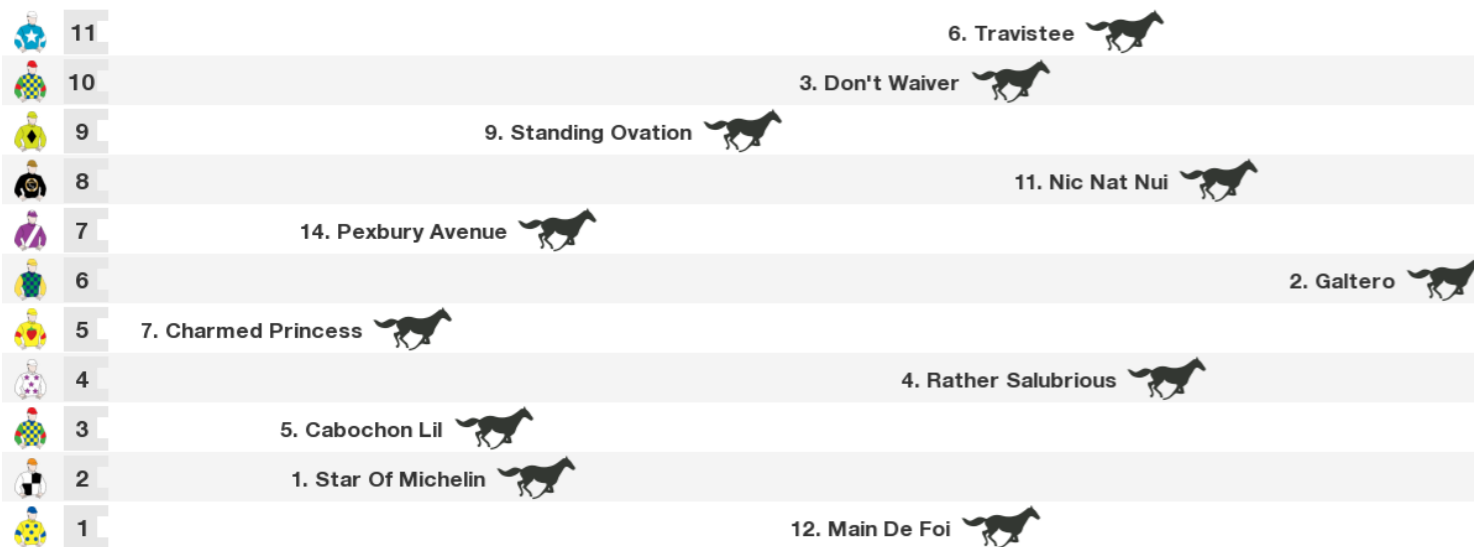 11 6. Travistee
10 3. Don't Waiver
9 9. Standing Ovation
8 11. Nic Nat Nui
7 14. Pexbury Avenue
6 2. Galtero
5 7. Charmed Princess
4 4. Rather Salubrious
3 5. Cabochon Lil
2 1. Star Of Michelin
1 12. Main De Foi